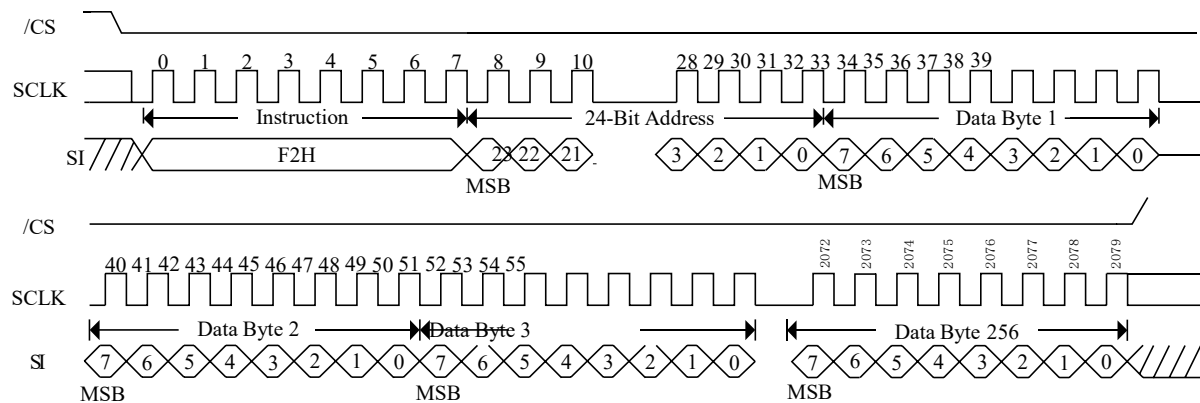 /CS
0 1 2 3 4 5 6 7 8 9 10 28 29 30 31 32 33 34 35 36 37 38 39
SCLK
Instruction 24-Bit Address Data Byte 1
SI F2H 23 22 21 3 2 1 0 7 6 5 4 3 2 1 0
MSB MSB
/CS
2072 2073 2074 2075 2076 2077 2078 2079
40 41 42 43 44 45 46 47 48 49 50 51 52 53 54 55
SCLK
Data Byte 2 Data Byte 3 Data Byte 256
SI 7 6 5 4 3 2 1 0 7 6 5 4 3 2 1 0 7 6 5 4 3 2 1 0
MSB MSB MSB